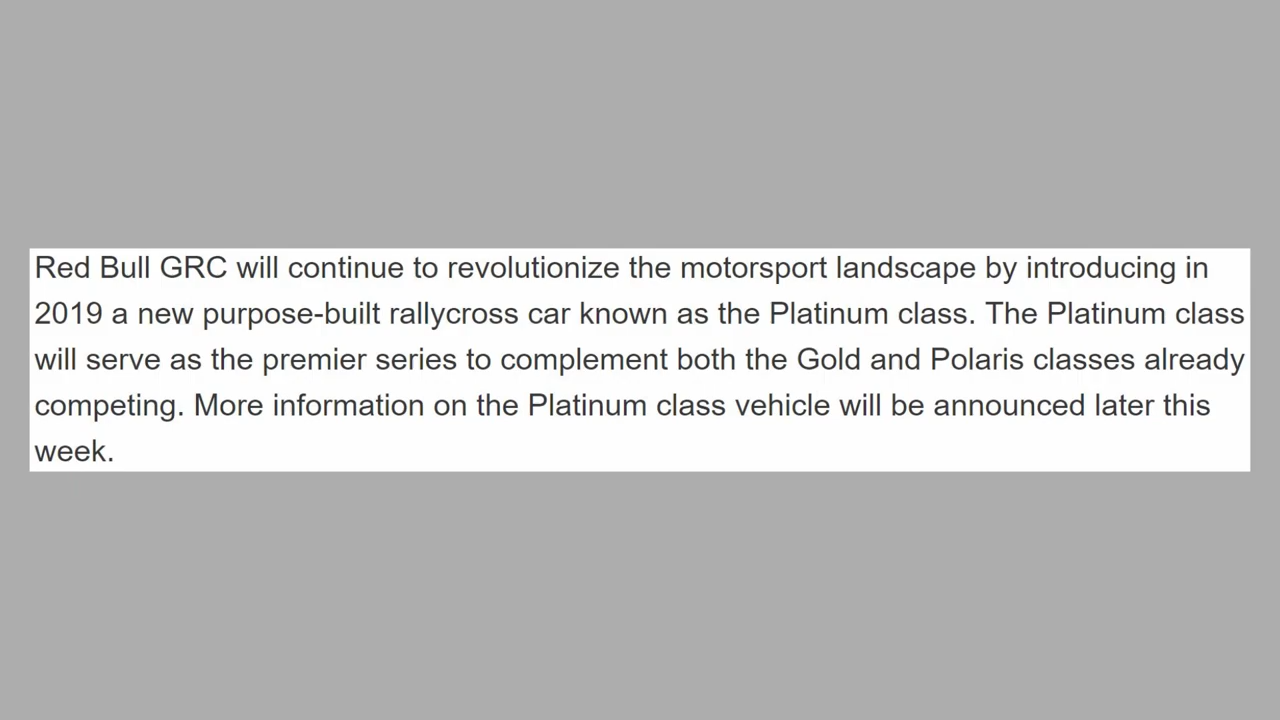 Red Bull GRC will continue to revolutionize the motorsport landscape by introducing in
2019 a new purpose-built rallycross car known as the Platinum class. The Platinum class
will serve as the premier series to complement both the Gold and Polaris classes already
competing. More information on the Platinum class vehicle will be announced later this
week.